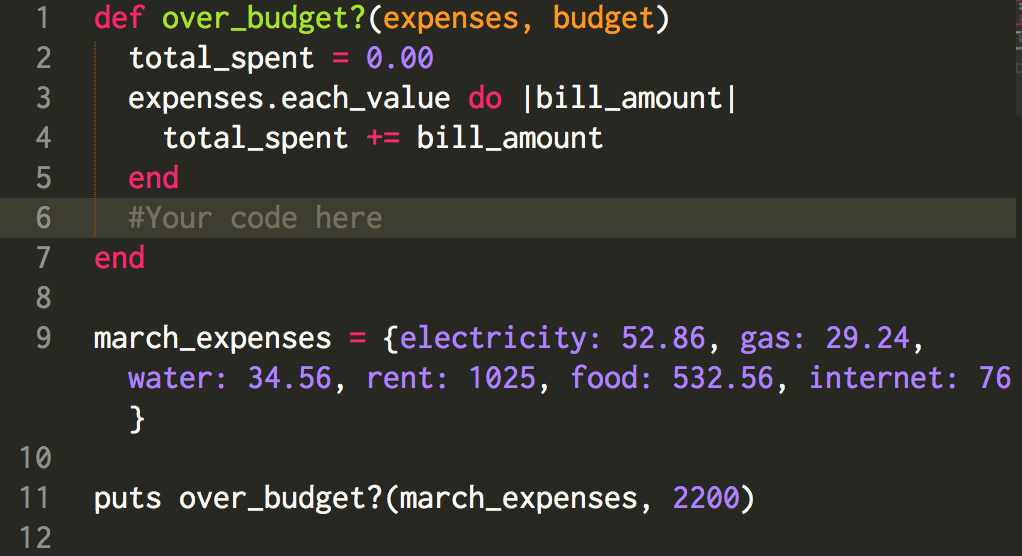 1 def over_budget?(expenses, budget)
2   total_spent = 0.00
3   expenses.each_value do |bill_amount|
4     total_spent += bill_amount
5   end
6   #Your code here
7 end
8
9 march_expenses = {electricity: 52.86, gas: 29.24,
    water: 34.56, rent: 1025, food: 532.56, internet: 76
    }
10
11 puts over_budget?(march_expenses, 2200)
12